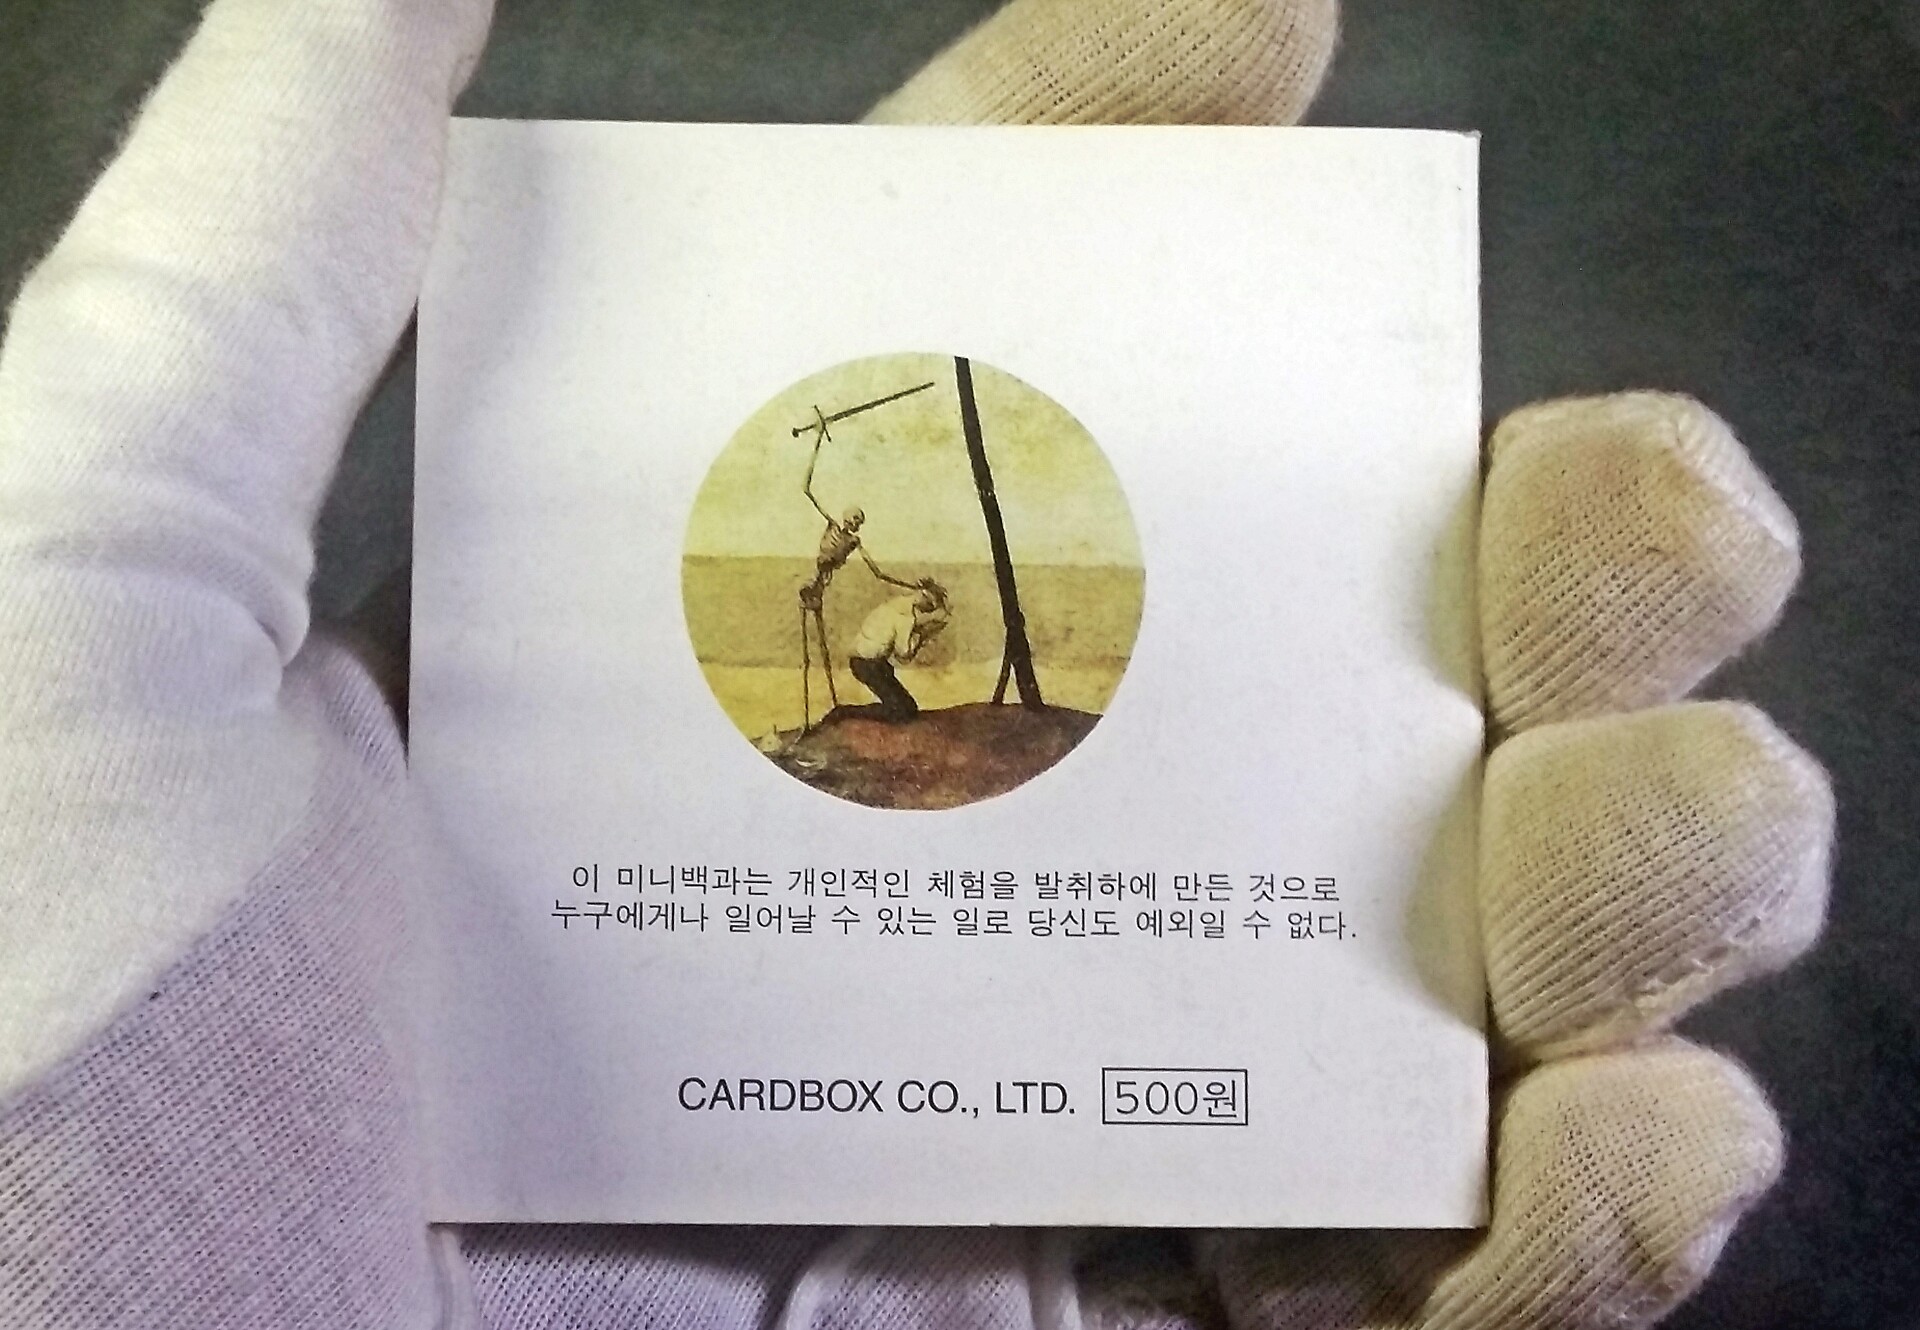 이 미니백과는 개인적인 체험을 발취하에 만든 것으로
누구에게나 일어날 수 있는 일로 당신도 예외일 수 없다.
CARDBOX CO., LTD. 500원